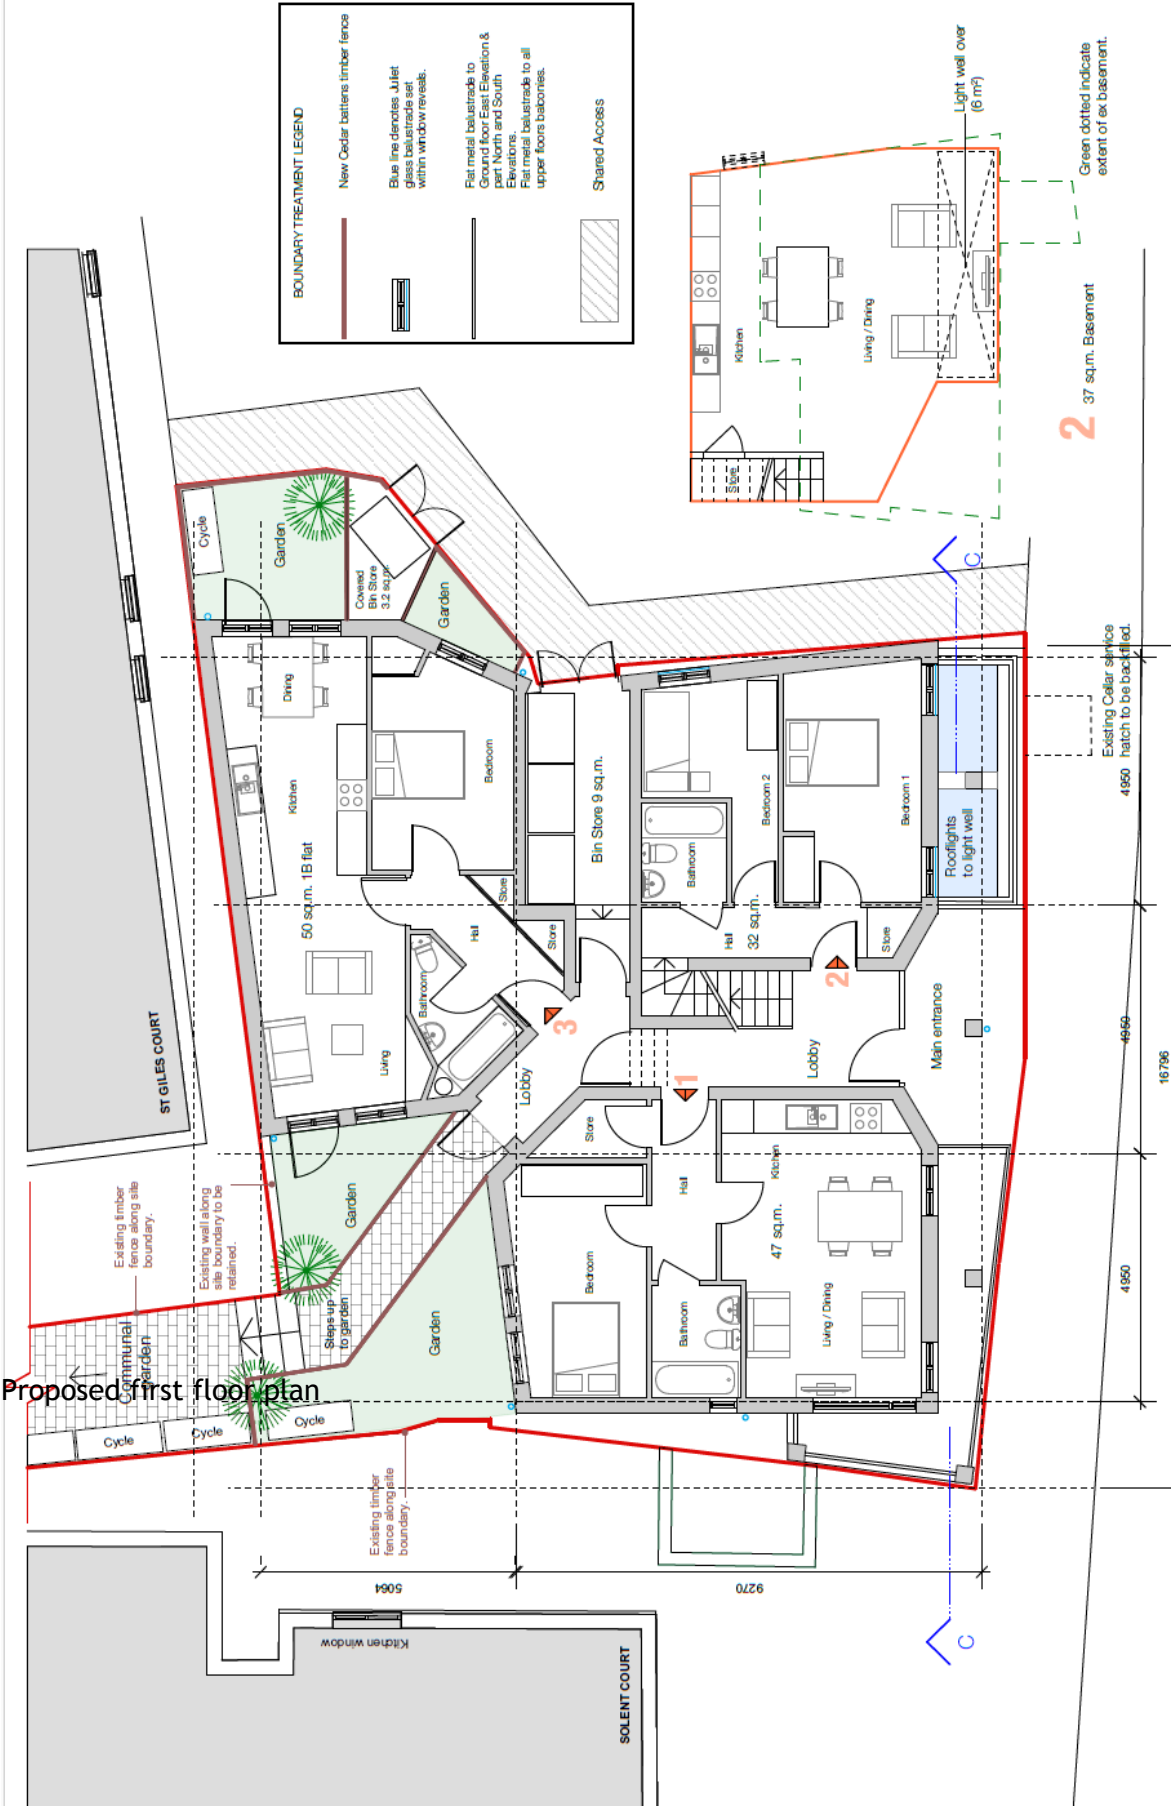 BOUNDARY TREATMENT LEGEND
New Cedar battens timber fence
Blue line denotes Juliet
glass balustrade set
within window reveals.
Flat metal balustrade to
Ground floor East Elevation &
part North and South
Elevations.
Flat metal balustrade to all
upper floors balconies.
Shared Access
Light well over
(6 m²)
Green dotted indicate
extent of ex basement.
Kitchen
Living / Dining
Store
2
37 sq.m. Basement
ST GILES COURT
Cycle
Garden
Covered
Bin Store
3.2 sq.m.
Garden
Dining
Kitchen
50 sq.m. 1B flat
Bedroom
Living
Bathroom
Hall
Store
Store
Bin Store 9 sq.m.
3
Lobby
Bedroom 2
Bathroom
Hall
32 sq.m.
Bedroom 1
Store
2
Rooflights
to light well
Existing Cellar service
hatch to be backfilled.
C
Main entrance
Lobby
1
Store
Hall
Kitchen
47 sq.m.
Living / Dining
Bathroom
Bedroom
Garden
Garden
Steps up
to garden
Existing wall along
site boundary to be
retained.
Existing timber
fence along site
boundary.
Communal
garden
Proposed first floor plan
Cycle
Cycle
Cycle
Existing timber
fence along site
boundary.
5064
9270
4950
4950
4950
16796
Kitchen window
SOLENT COURT
C